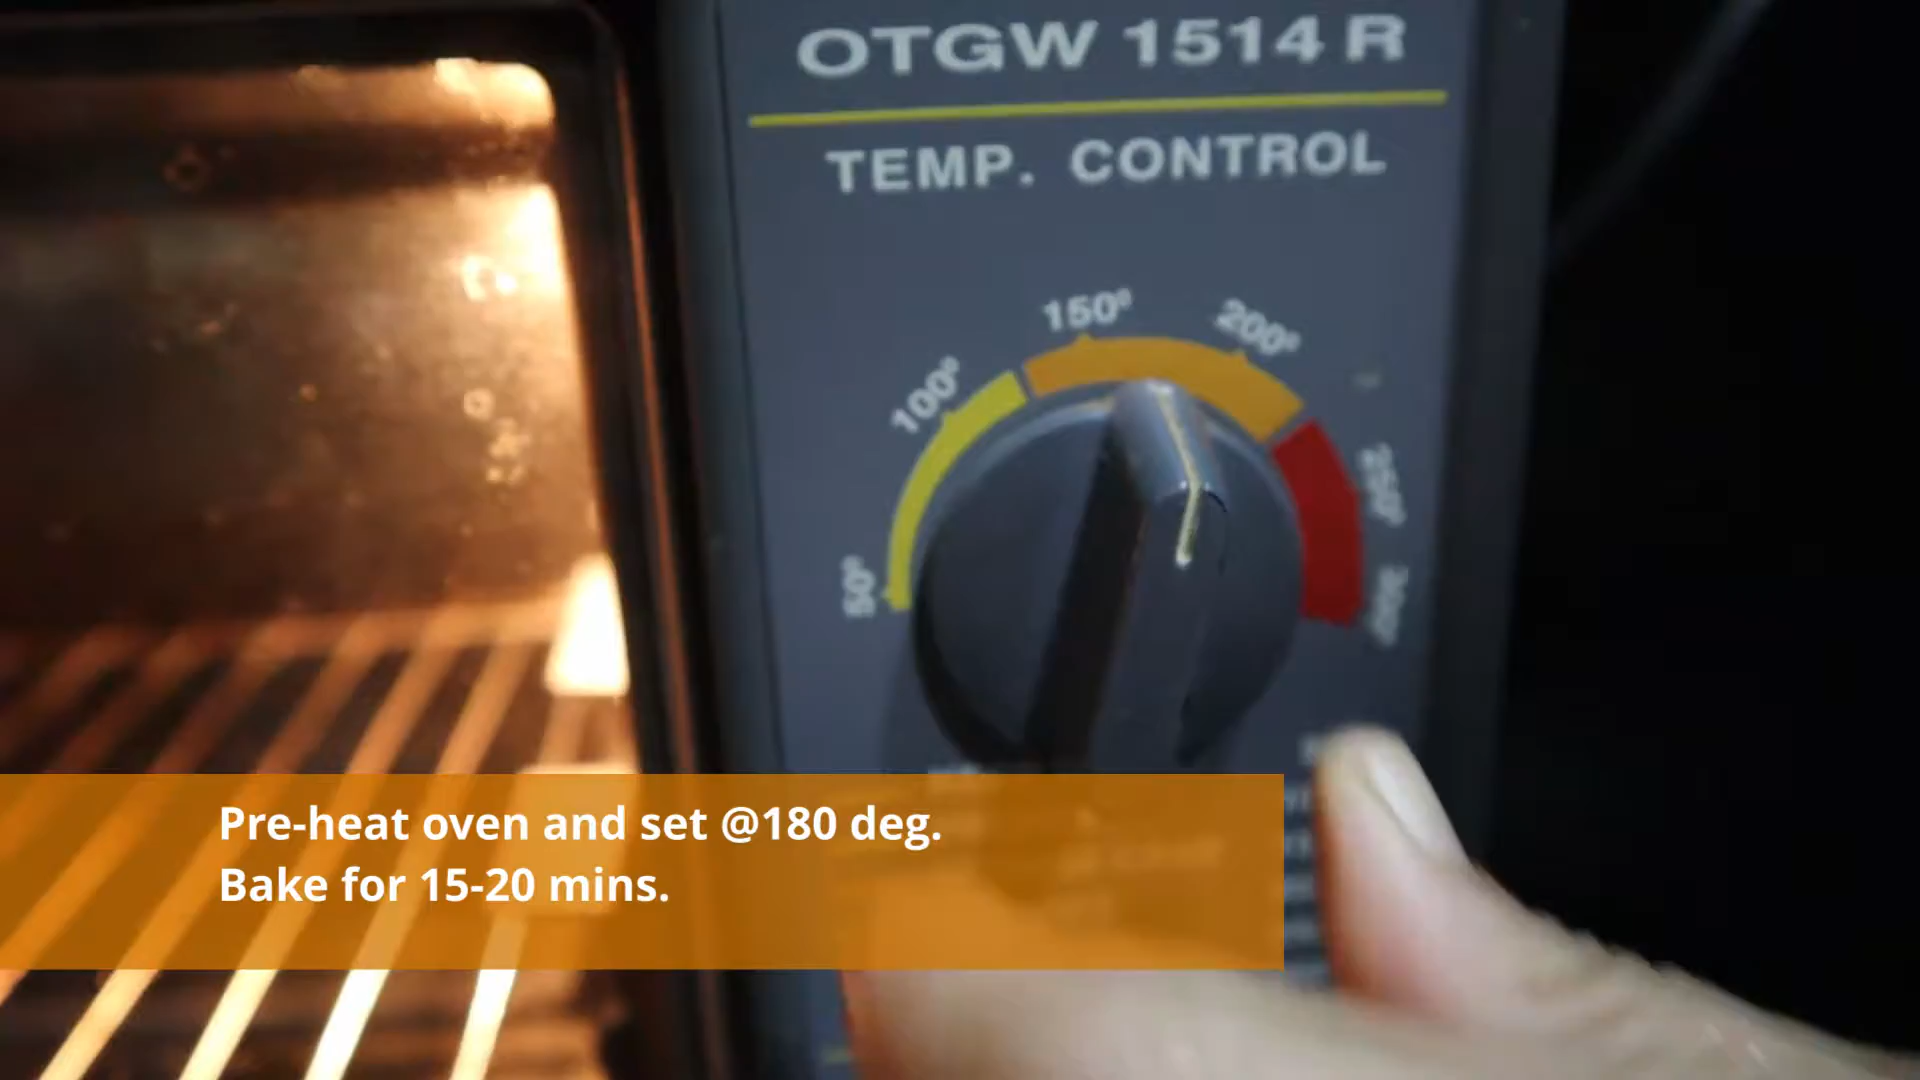 OTGW 1514 R
TEMP. CONTROL
150°
200°
100°
250°
50°
300°
Pre-heat oven and set @180 deg.
Bake for 15-20 mins.